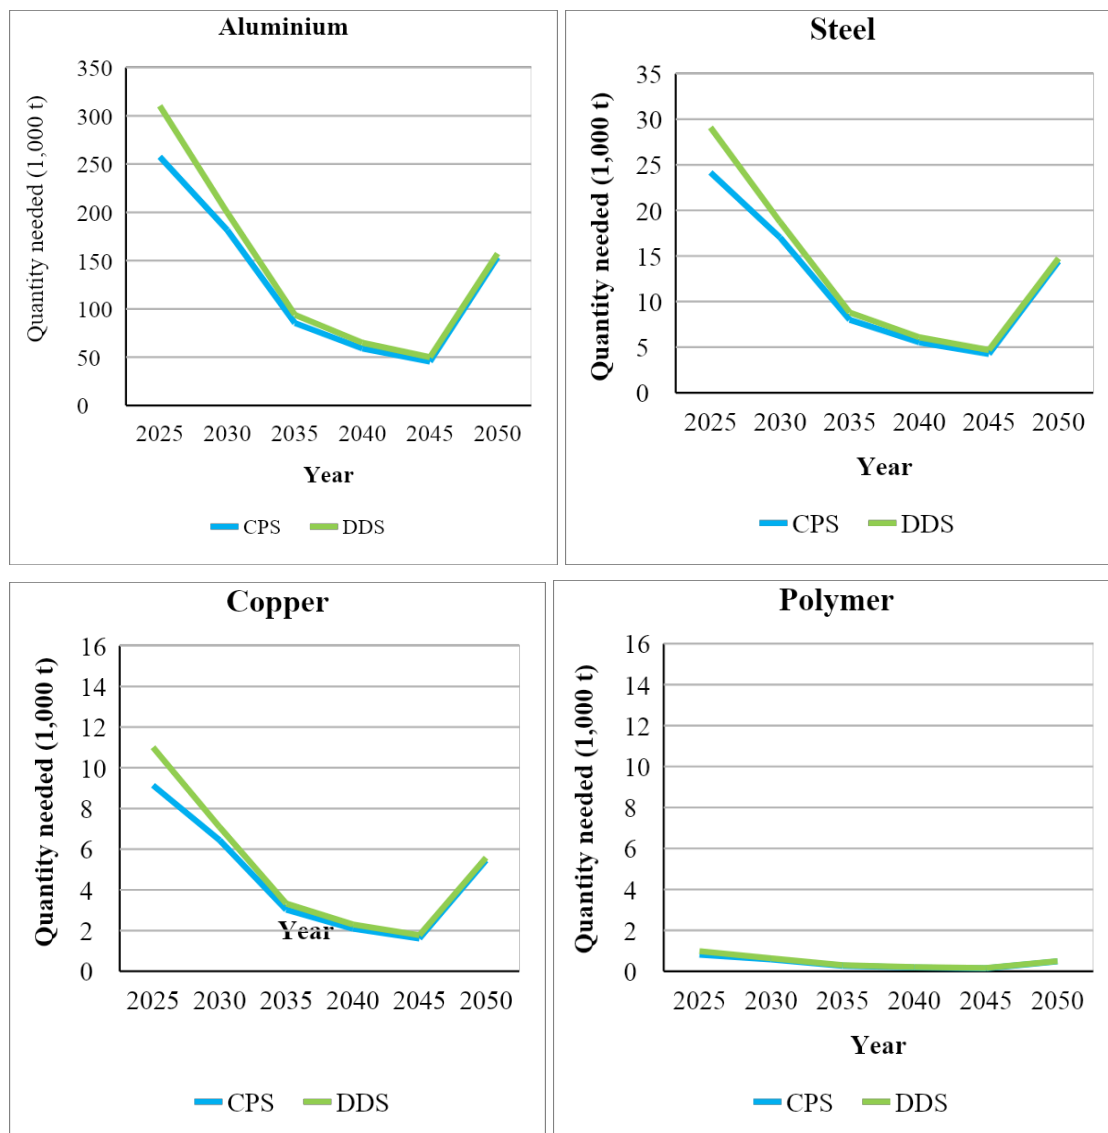 Aluminium
Quantity needed (1,000 t)
350
300
250
200
150
100
50
0
2025 2030 2035 2040 2045 2050
Year
CPS DDS
Steel
Quantity needed (1,000 t)
35
30
25
20
15
10
5
0
2025 2030 2035 2040 2045 2050
Year
CPS DDS
Copper
Quantity needed (1,000 t)
16
14
12
10
8
6
4
2
0
Year
2025 2030 2035 2040 2045 2050
CPS DDS
Polymer
Quantity needed (1,000 t)
16
14
12
10
8
6
4
2
0
2025 2030 2035 2040 2045 2050
Year
CPS DDS